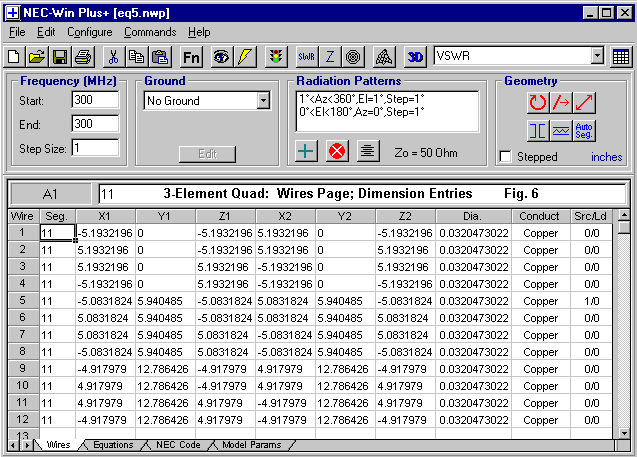 NEC-Win Plus+ [eq5.nwp]
File Edit Configure Commands Help
Fn SWR Z 3D VSWR
Frequency (MHz) Ground Radiation Patterns Geometry
Start: 300 No Ground 1°<Az<360°,El=1°,Step=1°
End: 300 0°<El<180°,Az=0°,Step=1°
Step Size: 1 Edit Zo = 50 Ohm Auto Seg.
Stepped inches
A1 11 3-Element Quad: Wires Page; Dimension Entries Fig. 6
Wire Seg. X1 Y1 Z1 X2 Y2 Z2 Dia. Conduct Src/Ld
1 11 -5.1932196 0 -5.1932196 5.1932196 0 -5.1932196 0.0320473022 Copper 0/0
2 11 5.1932196 0 -5.1932196 5.1932196 0 5.1932196 0.0320473022 Copper 0/0
3 11 5.1932196 0 5.1932196 -5.1932196 0 5.1932196 0.0320473022 Copper 0/0
4 11 -5.1932196 0 5.1932196 -5.1932196 0 -5.1932196 0.0320473022 Copper 0/0
5 11 -5.0831824 5.940485 -5.0831824 5.0831824 5.940485 -5.0831824 0.0320473022 Copper 1/0
6 11 5.0831824 5.940485 -5.0831824 5.0831824 5.940485 5.0831824 0.0320473022 Copper 0/0
7 11 5.0831824 5.940485 5.0831824 -5.0831824 5.940485 5.0831824 0.0320473022 Copper 0/0
8 11 -5.0831824 5.940485 5.0831824 -5.0831824 5.940485 -5.0831824 0.0320473022 Copper 0/0
9 11 -4.917979 12.786426 -4.917979 4.917979 12.786426 -4.917979 0.0320473022 Copper 0/0
10 11 4.917979 12.786426 -4.917979 4.917979 12.786426 4.917979 0.0320473022 Copper 0/0
11 11 4.917979 12.786426 4.917979 -4.917979 12.786426 4.917979 0.0320473022 Copper 0/0
12 11 -4.917979 12.786426 4.917979 -4.917979 12.786426 -4.917979 0.0320473022 Copper 0/0
13
Wires Equations NEC Code Model Params